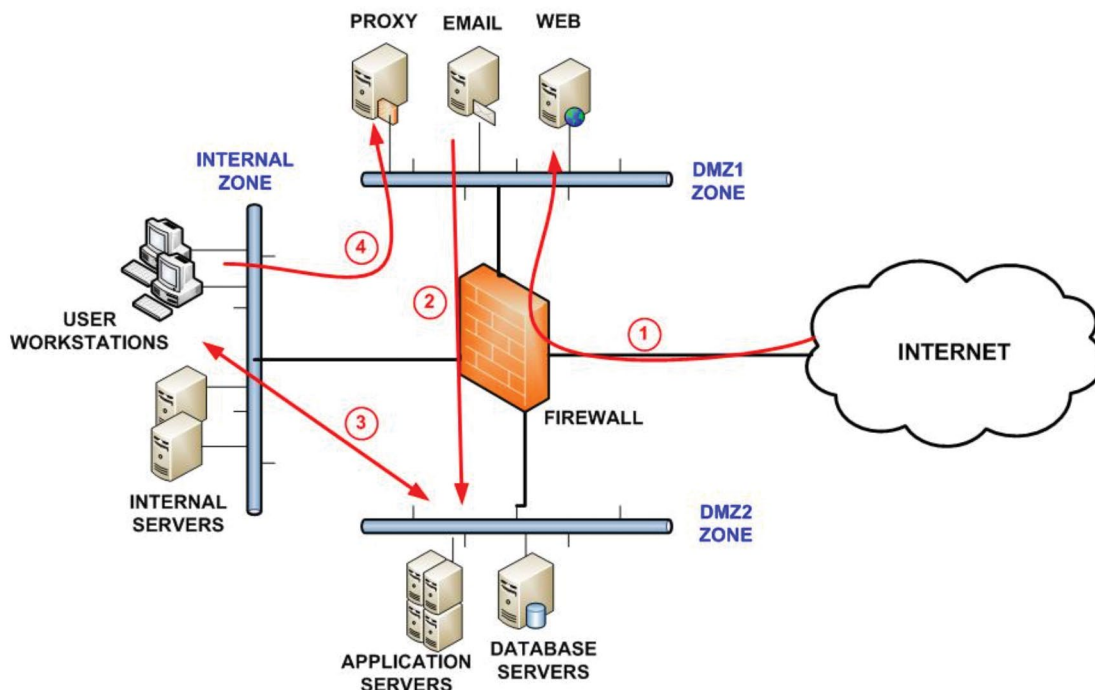 PROXY
EMAIL
WEB
INTERNAL
ZONE
DMZ1
ZONE
4
2
1
USER
WORKSTATIONS
INTERNET
FIREWALL
3
INTERNAL
SERVERS
DMZ2
ZONE
APPLICATION
SERVERS
DATABASE
SERVERS